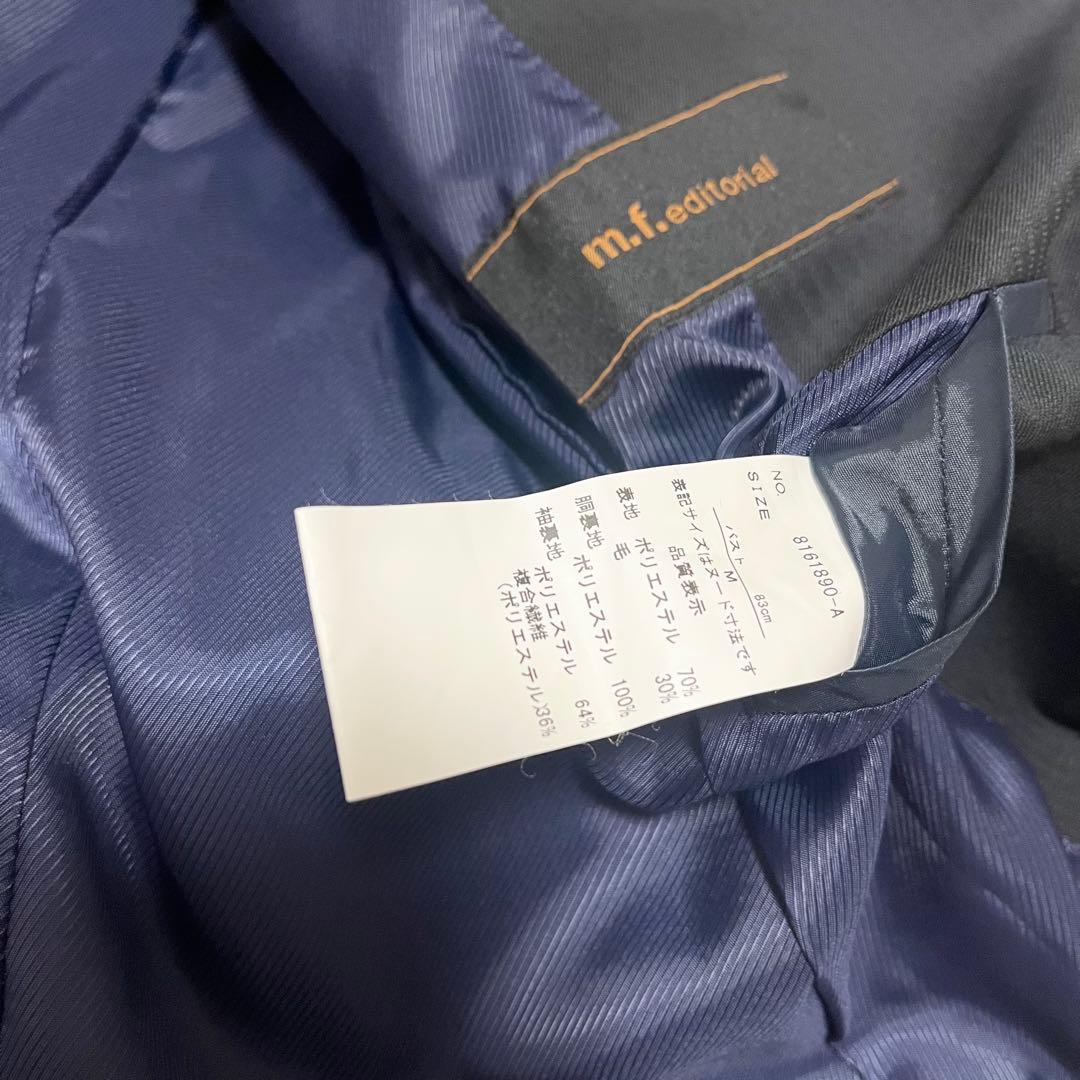 m.f.editorial
NO. 8161890-A
SIZE M
バスト 83cm
表記サイズはヌード寸法です
品質表示
表地 ポリエステル 70%
毛 30%
胴裏地 ポリエステル 100%
袖裏地 ポリエステル 64%
複合繊維
(ポリエステル)36%